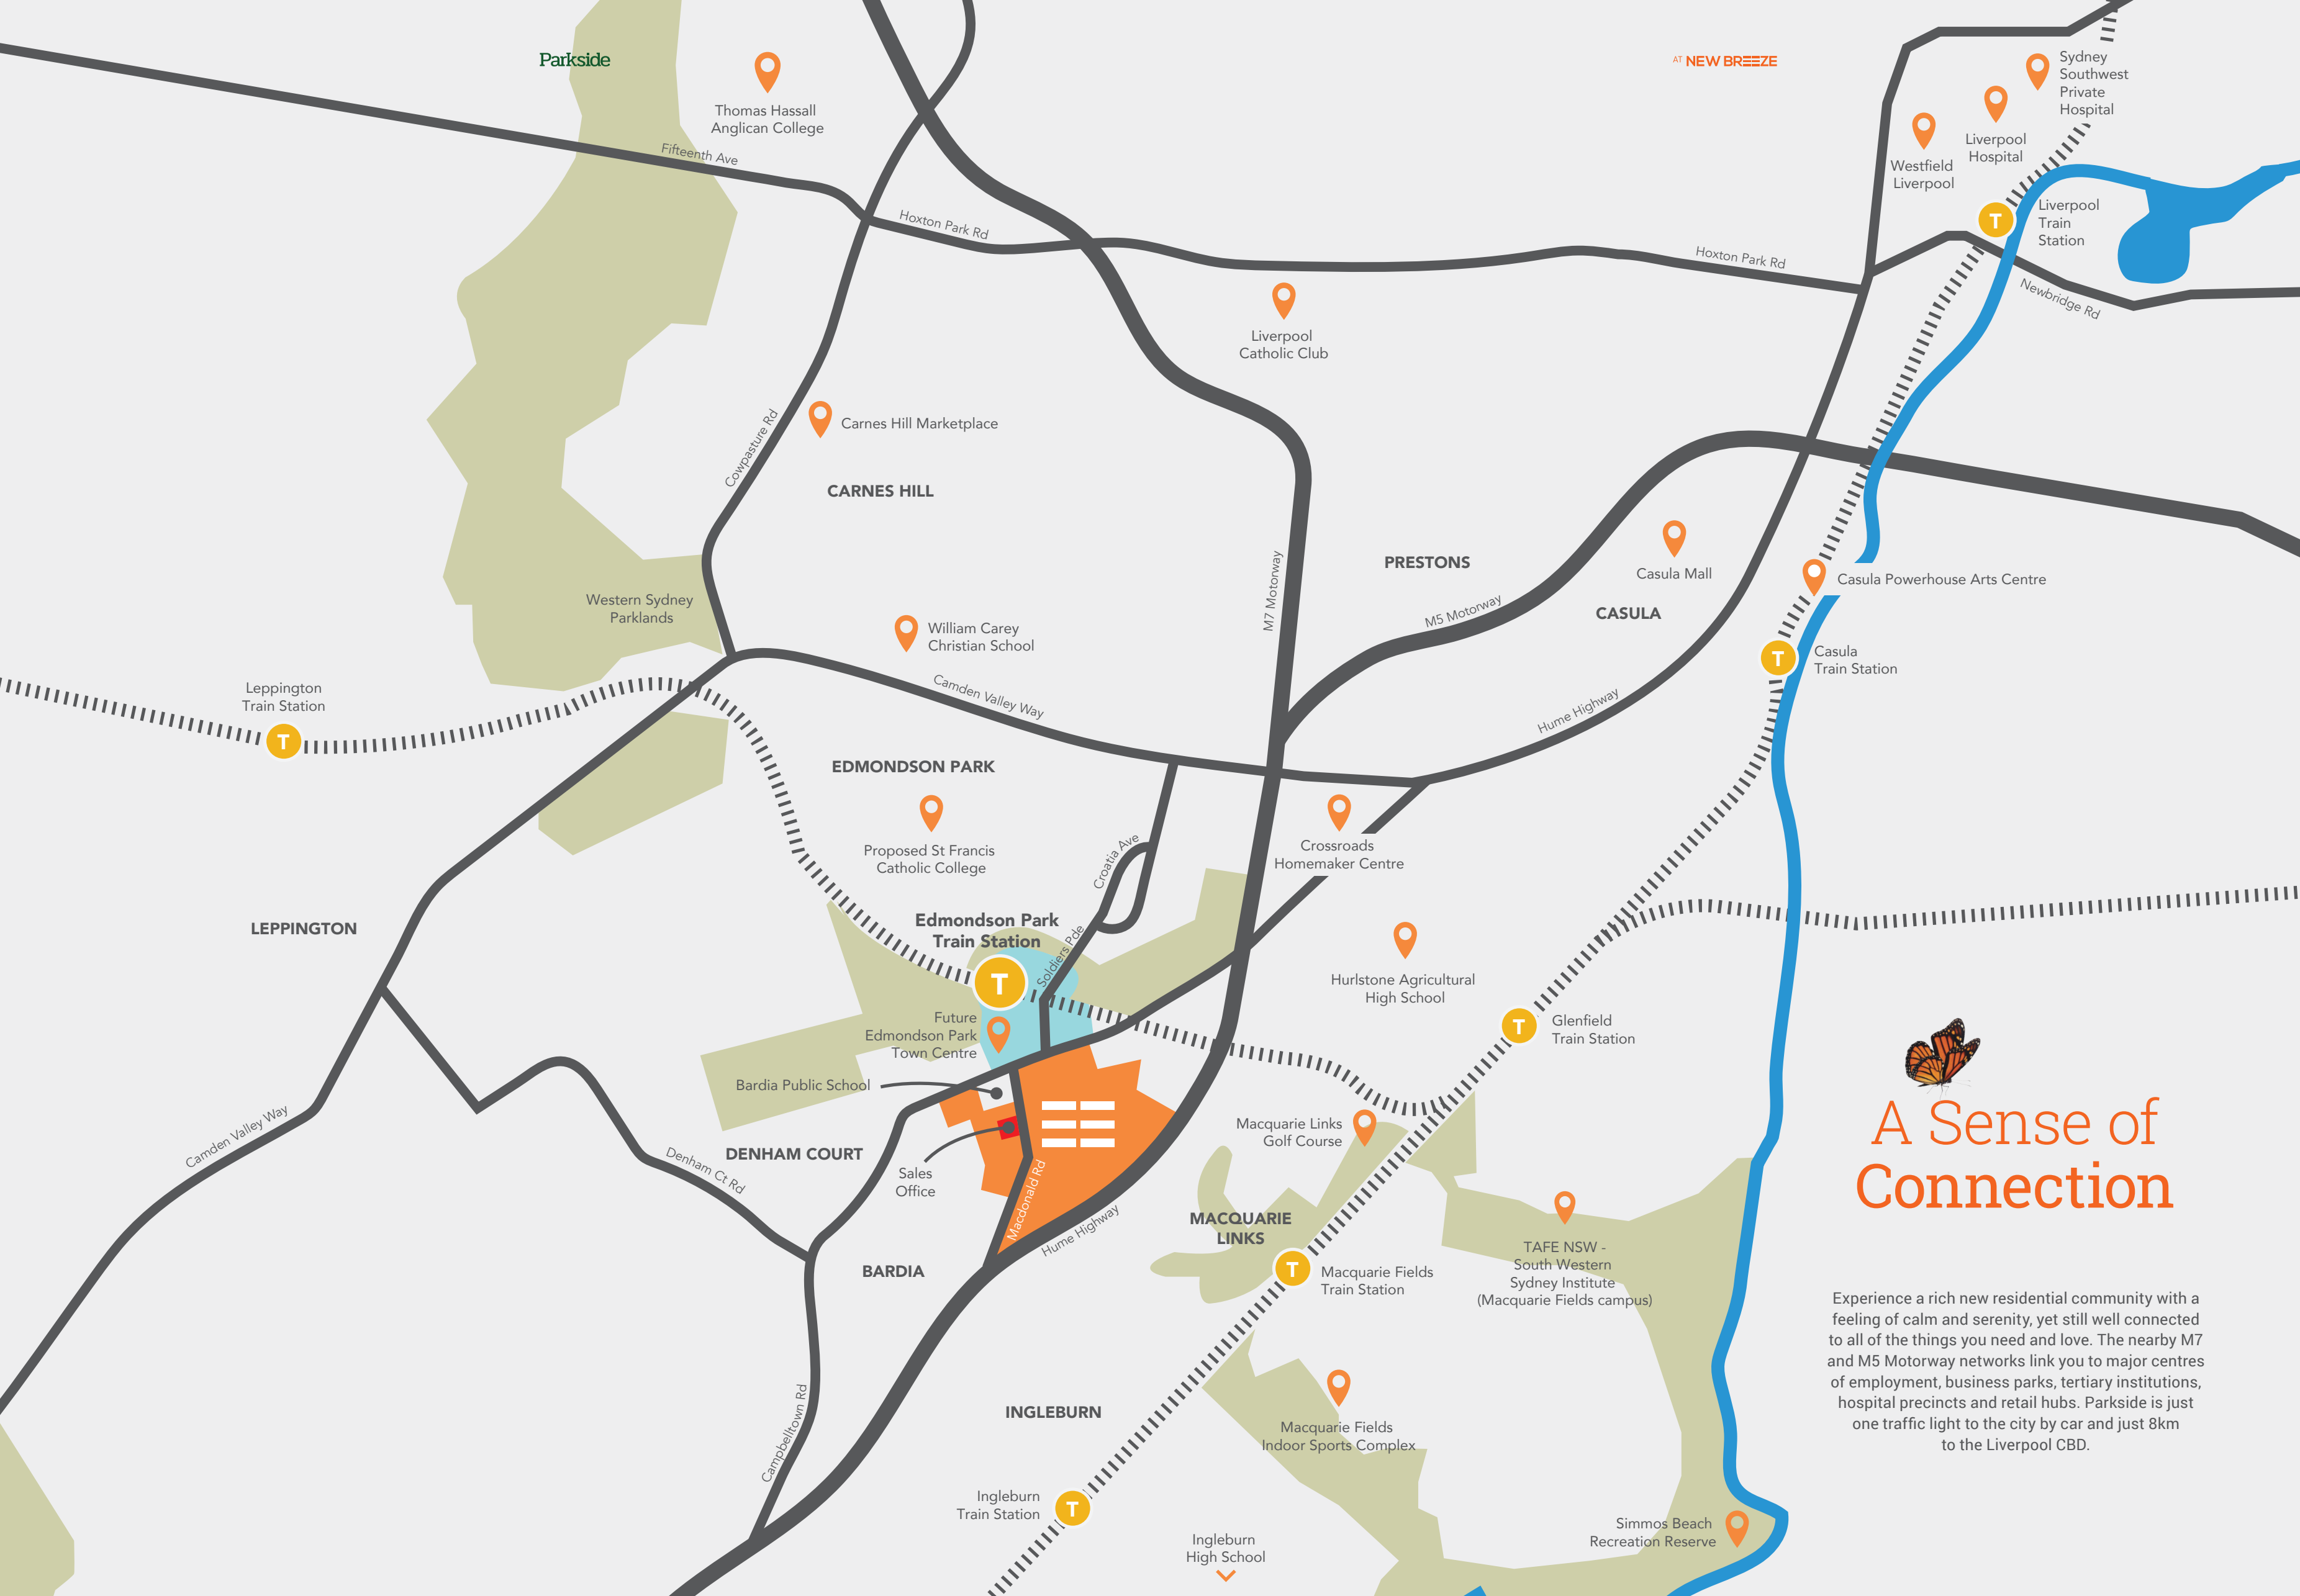 Parkside
AT NEW BREEZE
Sydney
Southwest
Private
Hospital
Thomas Hassall
Anglican College
Liverpool
Hospital
Westfield
Liverpool
Fifteenth Ave
Hoxton Park Rd
Liverpool
Train
Station
Hoxton Park Rd
Newbridge Rd
Liverpool
Catholic Club
Cowpasture Rd
Carnes Hill Marketplace
CARNES HILL
PRESTONS
Casula Mall
Casula Powerhouse Arts Centre
M7 Motorway
M5 Motorway
CASULA
Western Sydney
Parklands
William Carey
Christian School
Casula
Train Station
Leppington
Train Station
T
T
T
Camden Valley Way
Hume Highway
EDMONDSON PARK
Proposed St Francis
Catholic College
Croatia Ave
Crossroads
Homemaker Centre
LEPPINGTON
Edmondson Park
Train Station
T
Soldiers Pde
Hurlstone Agricultural
High School
Future
Edmondson Park
Town Centre
T
Glenfield
Train Station
Bardia Public School
Camden Valley Way
Denham Ct Rd
DENHAM COURT
Sales
Office
Macdonald Rd
Hume Highway
Macquarie Links
Golf Course
MACQUARIE
LINKS
T
Macquarie Fields
Train Station
TAFE NSW -
South Western
Sydney Institute
(Macquarie Fields campus)
BARDIA
Campbelltown Rd
INGLEBURN
Macquarie Fields
Indoor Sports Complex
Ingleburn
Train Station
T
Ingleburn
High School
Simmos Beach
Recreation Reserve
A Sense of
Connection
Experience a rich new residential community with a
feeling of calm and serenity, yet still well connected
to all of the things you need and love. The nearby M7
and M5 Motorway networks link you to major centres
of employment, business parks, tertiary institutions,
hospital precincts and retail hubs. Parkside is just
one traffic light to the city by car and just 8km
to the Liverpool CBD.